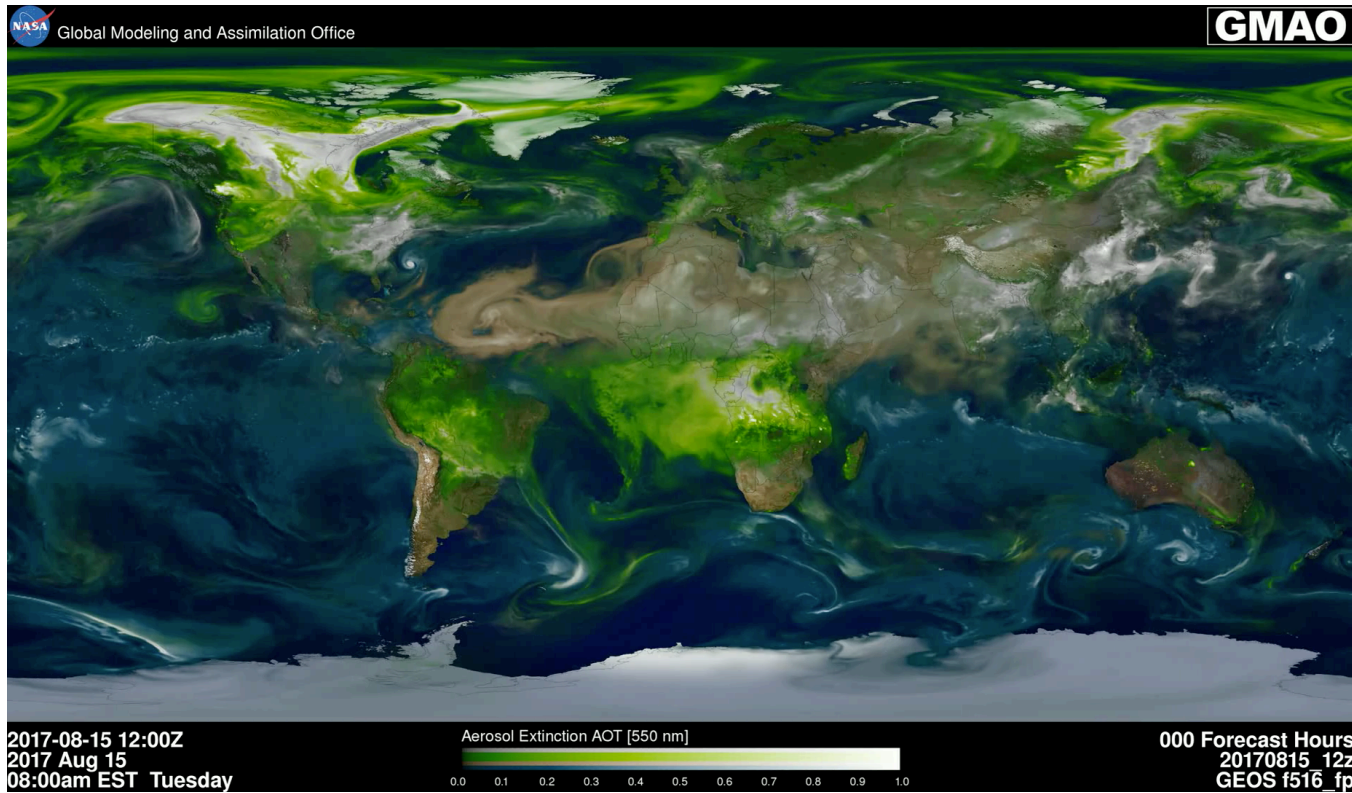 NASA
Global Modeling and Assimilation Office
GMAO
2017-08-15 12:00Z
2017 Aug 15
08:00am EST Tuesday
Aerosol Extinction AOT [550 nm]
0.0 0.1 0.2 0.3 0.4 0.5 0.6 0.7 0.8 0.9 1.0
000 Forecast Hours
20170815_12z
GEOS f516_fp